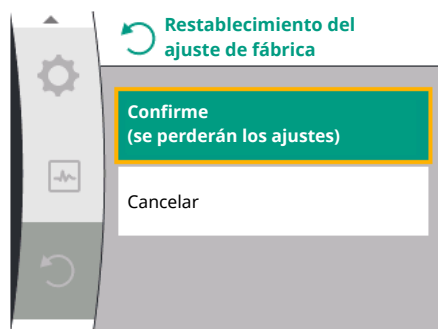 Restablecimiento del
ajuste de fábrica
Confirme
(se perderán los ajustes)
Cancelar